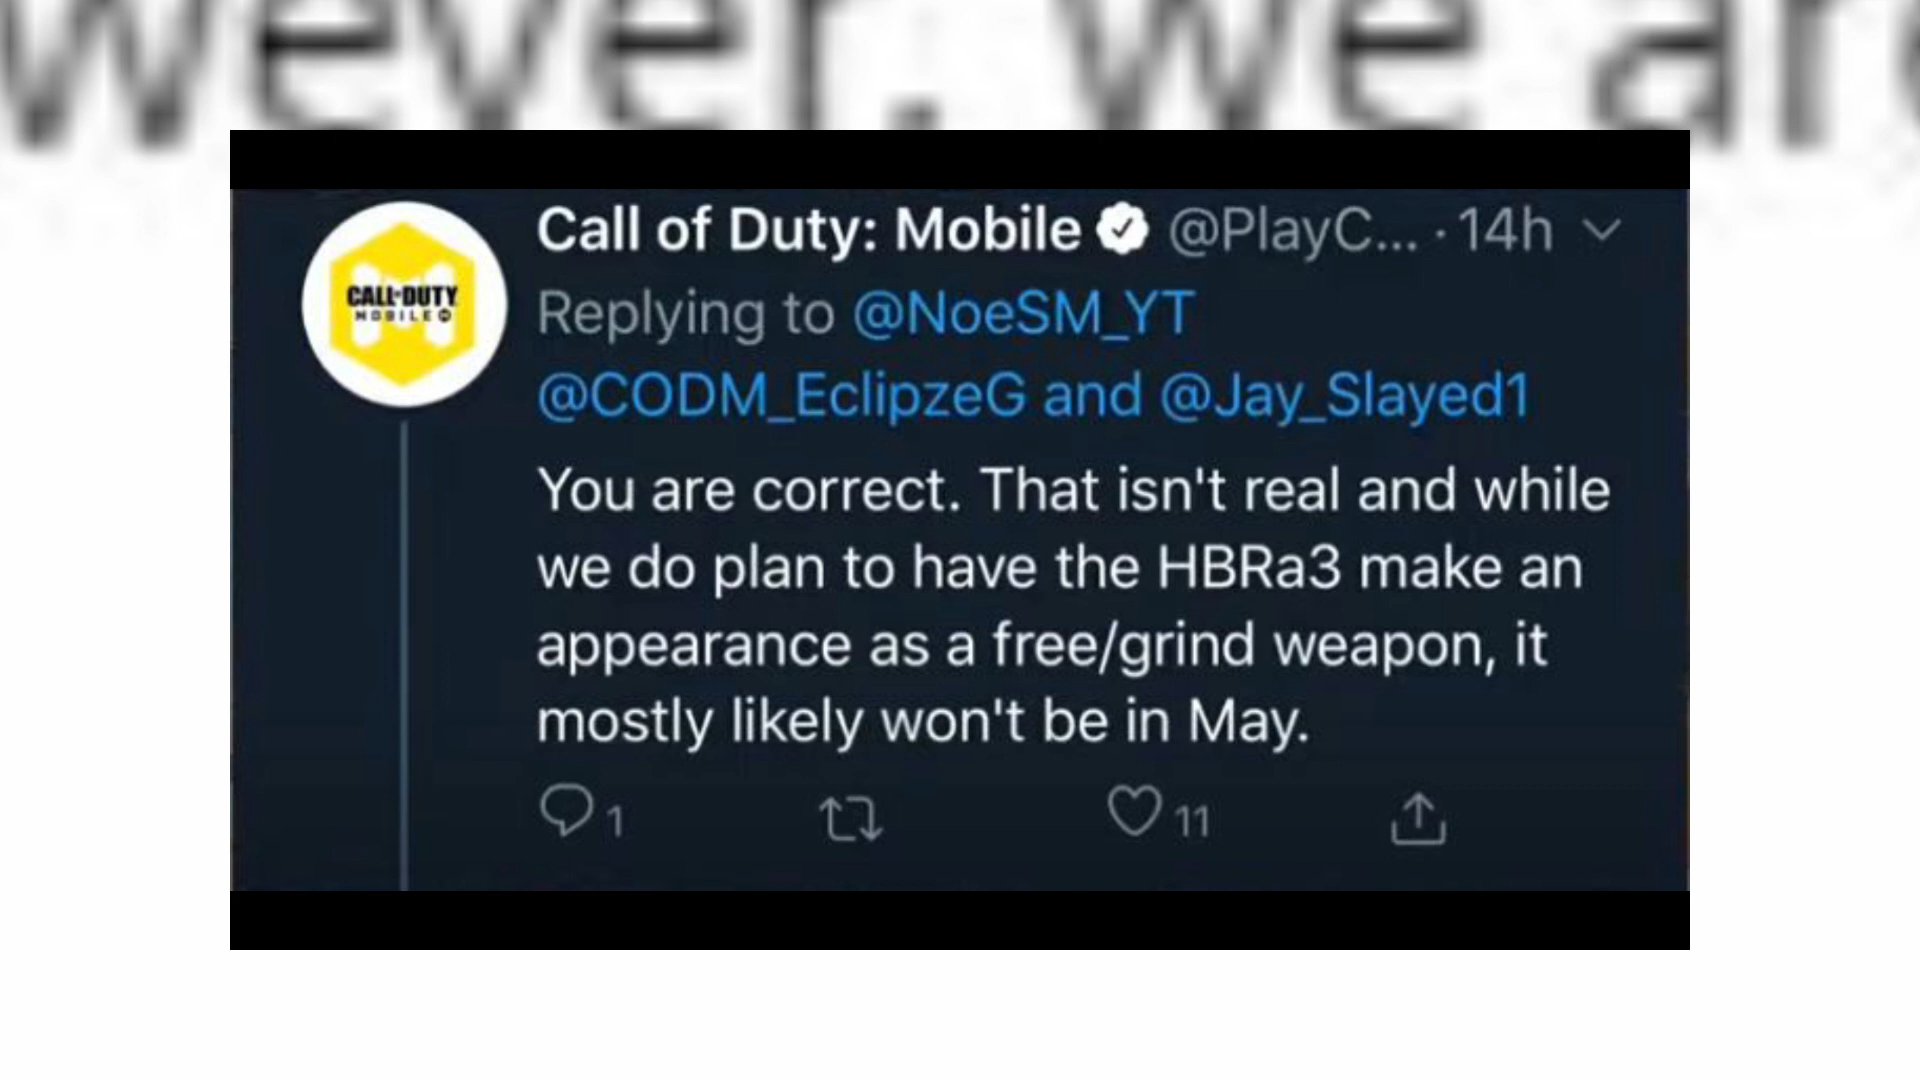 wever. we are
Call of Duty: Mobile @PlayC... · 14h
CALL OF DUTY
MOBILE
Replying to @NoeSM_YT
@CODM_EclipzeG and @Jay_Slayed1
You are correct. That isn't real and while
we do plan to have the HBRa3 make an
appearance as a free/grind weapon, it
mostly likely won't be in May.
1
11